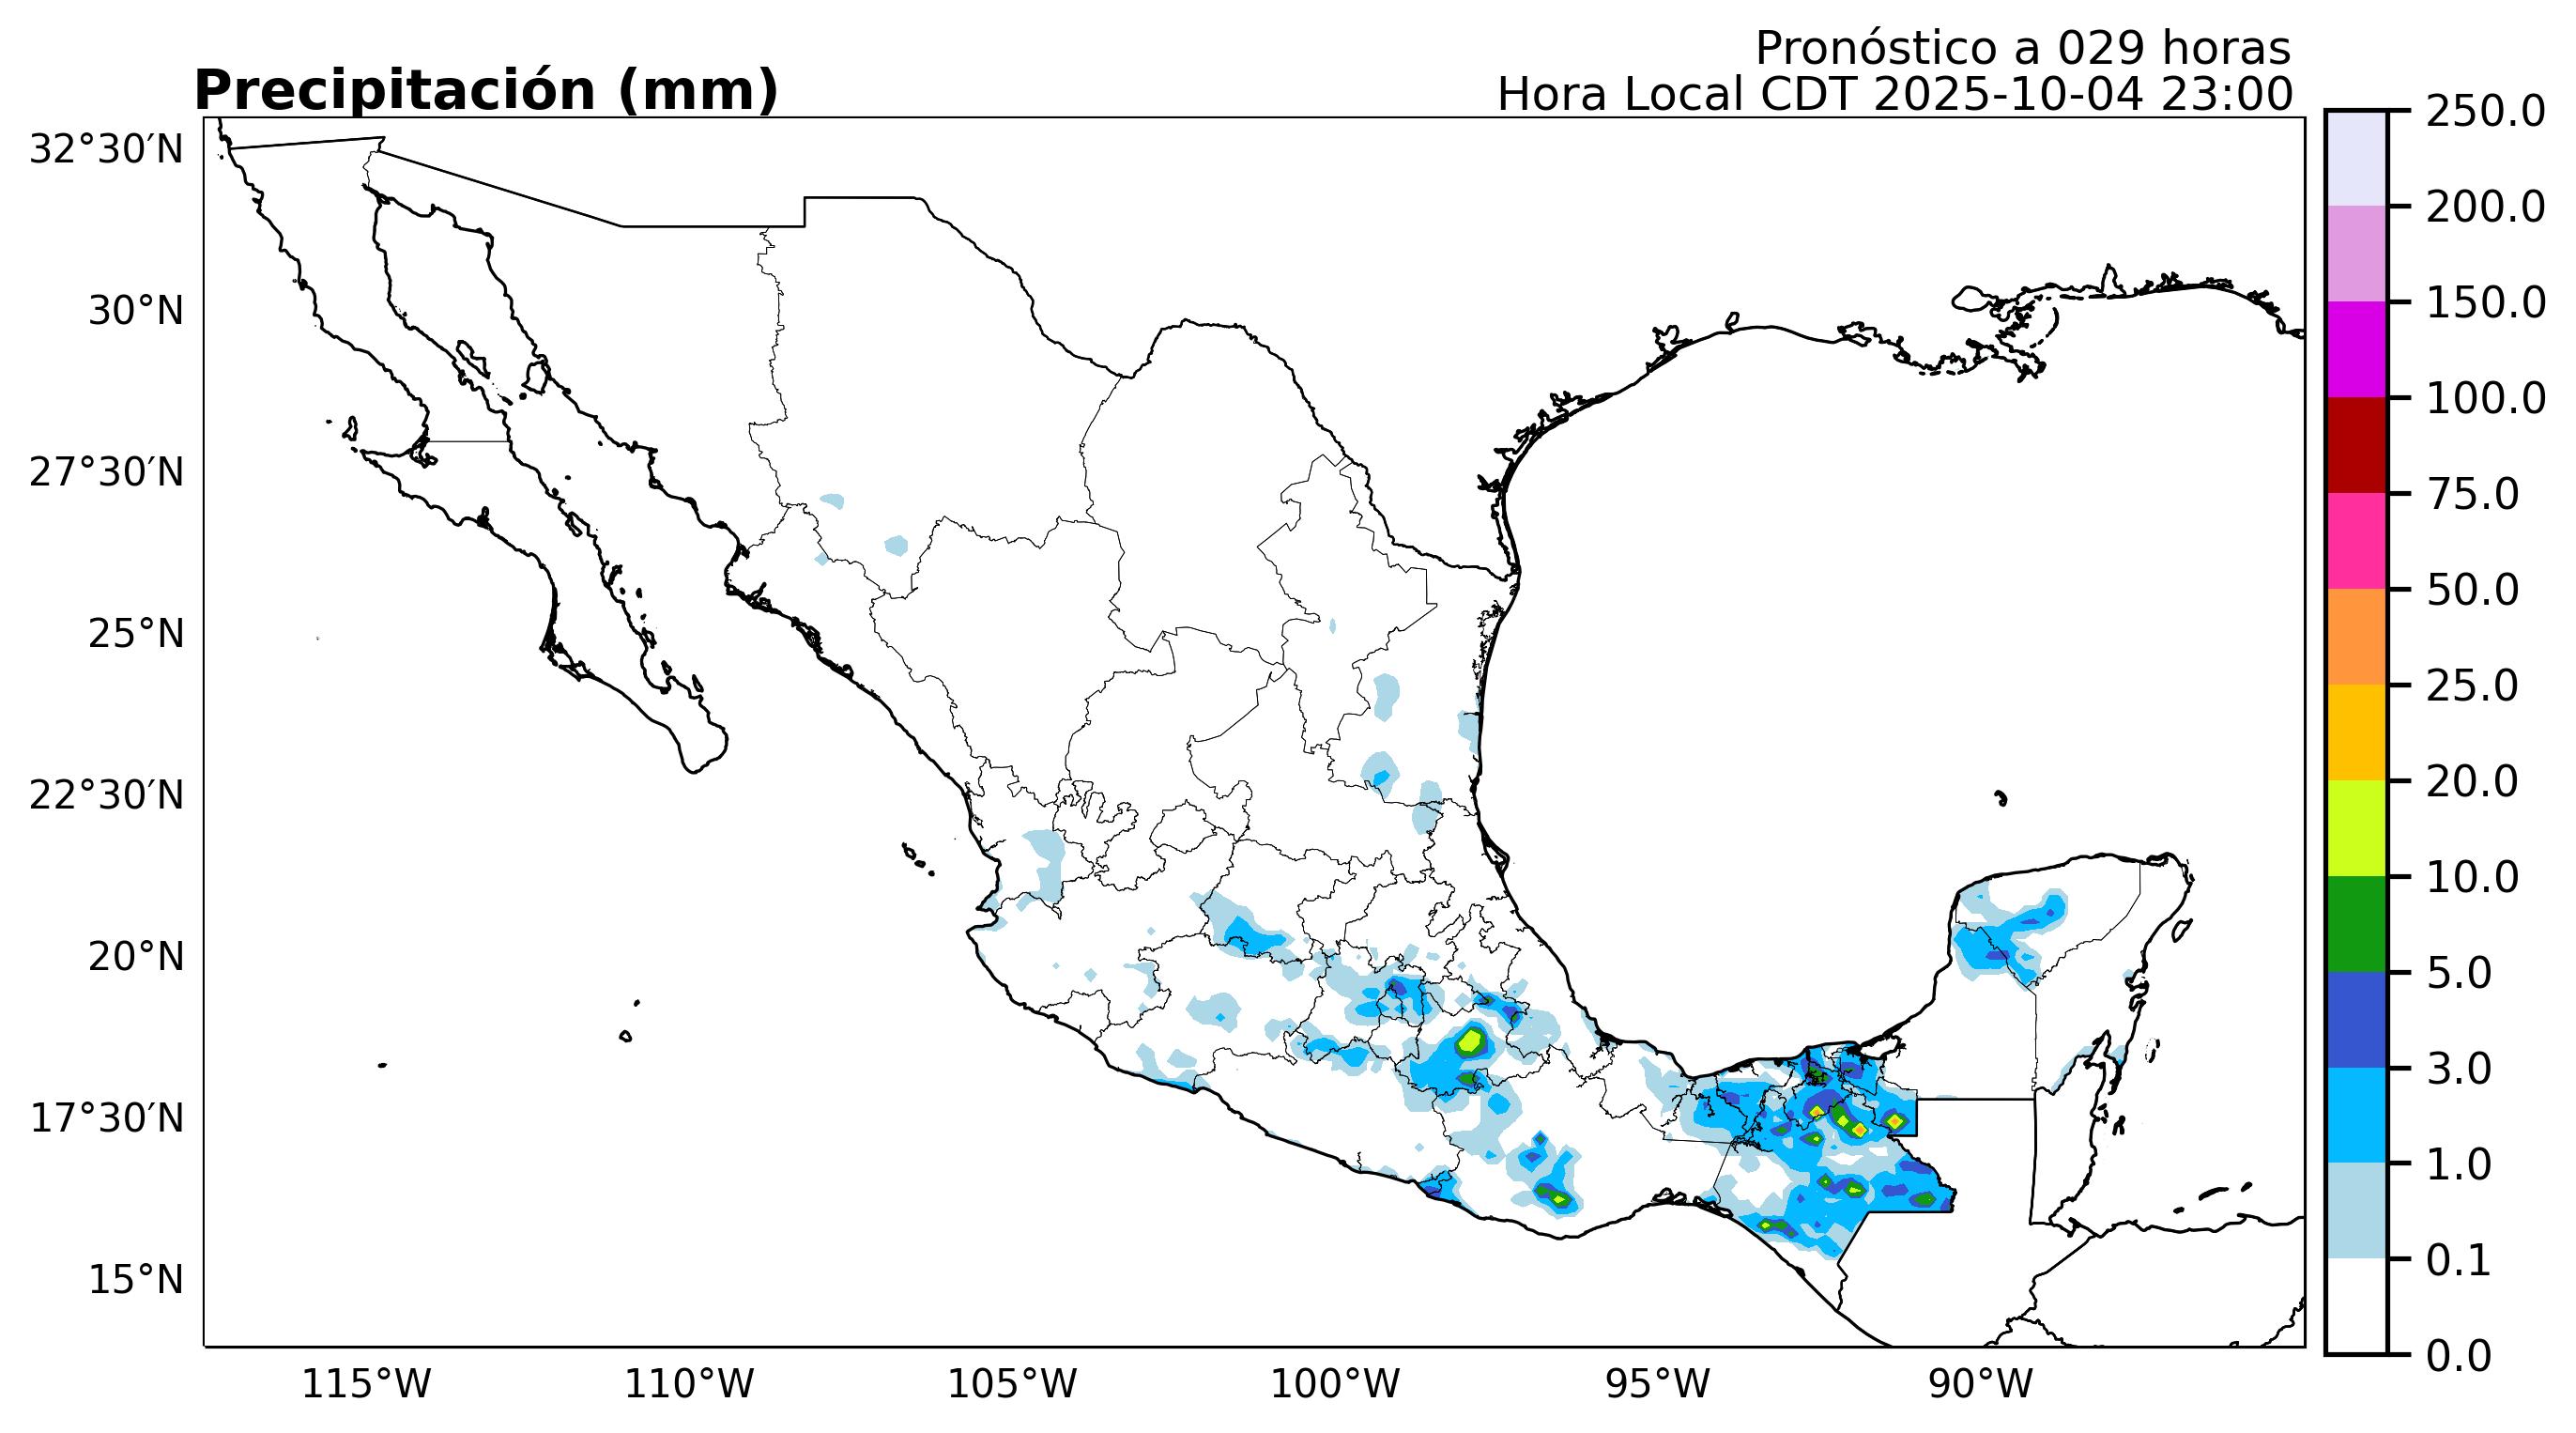 Pronóstico a 029 horas
Precipitación (mm)
Hora Local CDT 2025-10-04 23:00
32°30′N
30°N
27°30′N
25°N
22°30′N
20°N
17°30′N
15°N
115°W
110°W
105°W
100°W
95°W
90°W
250.0
200.0
150.0
100.0
75.0
50.0
25.0
20.0
10.0
5.0
3.0
1.0
0.1
0.0